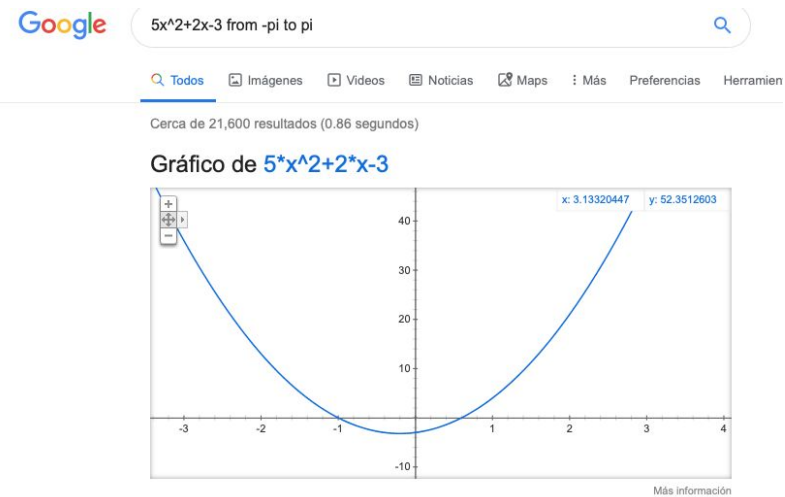 Google 5x^2+2x-3 from -pi to pi
Todos Imágenes Videos Noticias Maps Más Preferencias
Cerca de 21,600 resultados (0.86 segundos)
Gráfico de 5*x^2+2*x-3
x: 3.13320447 y: 52.3512603
40
30
20
10
-3 -2 -1 1 2 3 4
-10
Más información